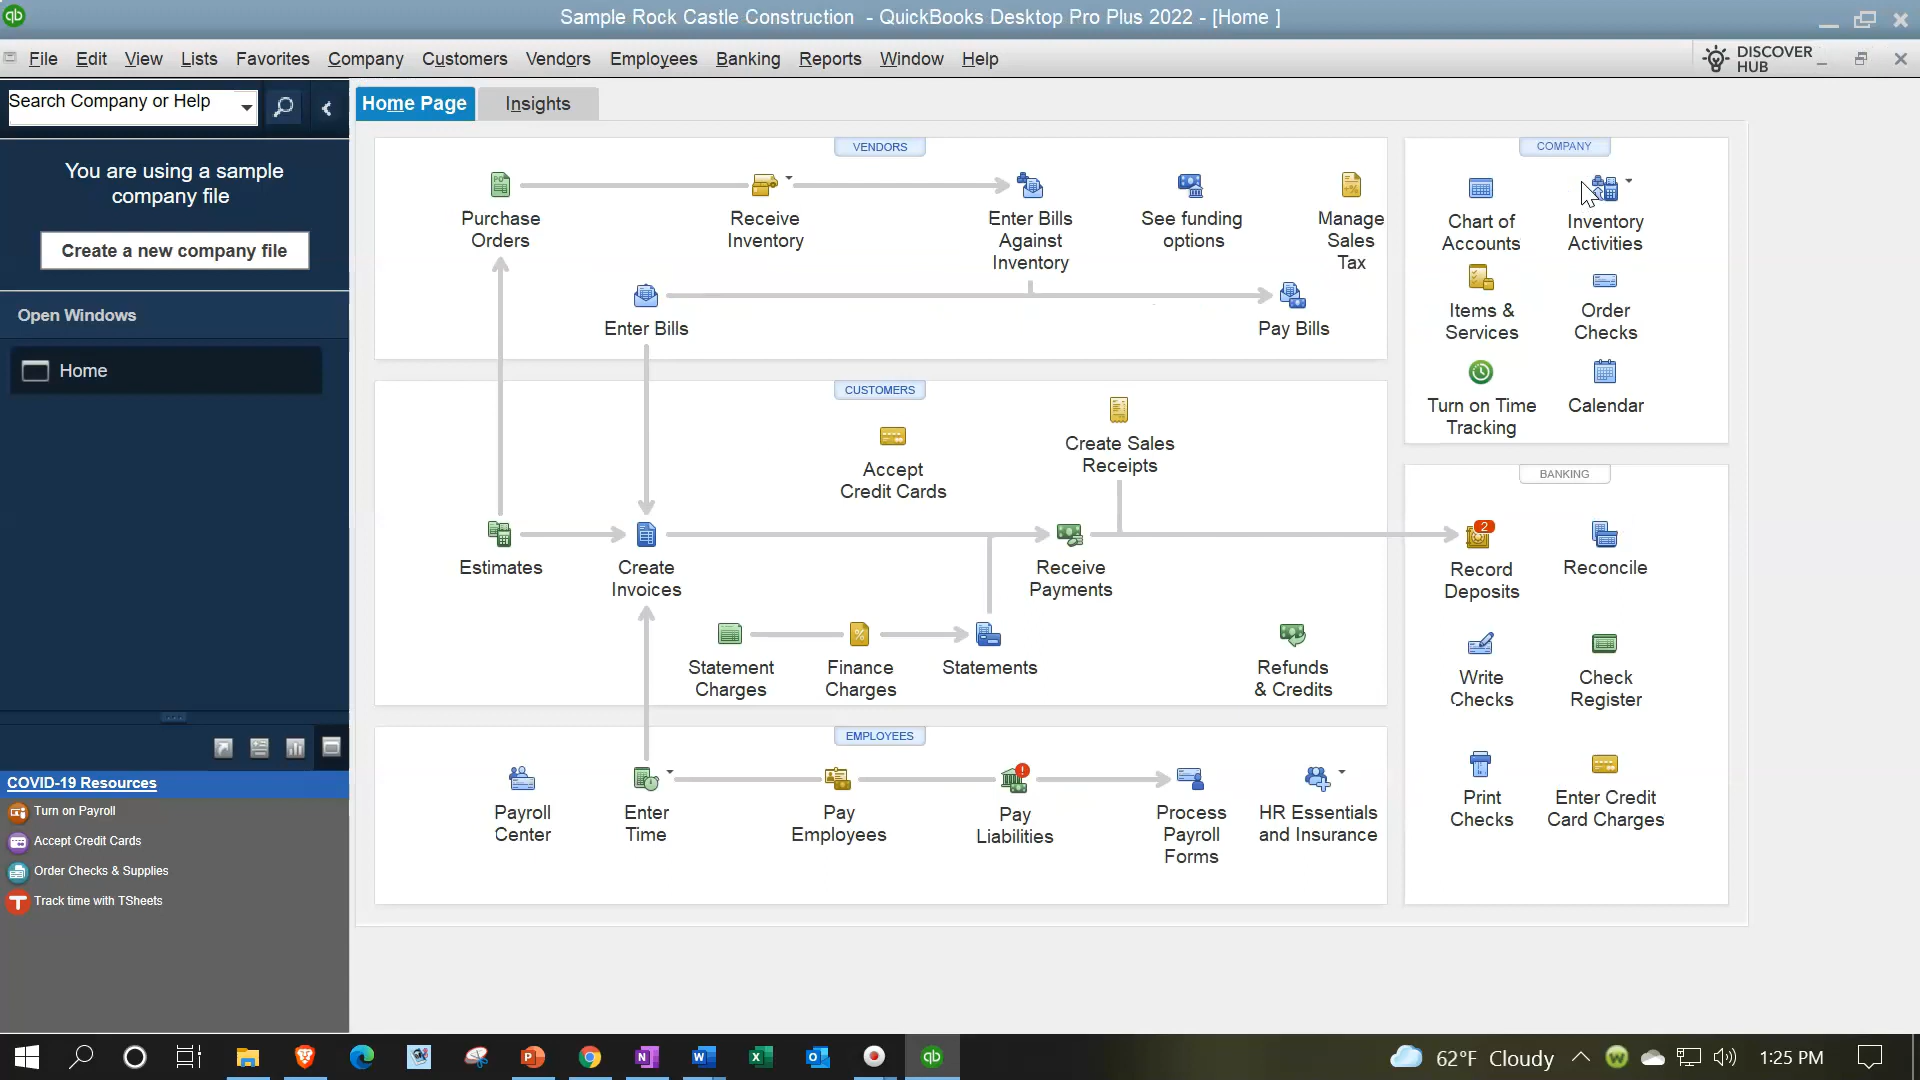 qb
Sample Rock Castle Construction - QuickBooks Desktop Pro Plus 2022 - [Home ]
File Edit View Lists Favorites Company Customers Vendors Employees Banking Reports Window Help
DISCOVER
HUB
Search Company or Help
Home Page
Insights
You are using a sample
company file
Create a new company file
Open Windows
Home
COVID-19 Resources
Turn on Payroll
Accept Credit Cards
Order Checks & Supplies
Track time with TSheets
VENDORS
Purchase
Orders
Receive
Inventory
Enter Bills
Against
Inventory
See funding
options
Manage
Sales
Tax
Enter Bills
Pay Bills
CUSTOMERS
Accept
Credit Cards
Create Sales
Receipts
Estimates
Create
Invoices
Receive
Payments
Statement
Charges
Finance
Charges
Statements
Refunds
& Credits
EMPLOYEES
Payroll
Center
Enter
Time
Pay
Employees
Pay
Liabilities
Process
Payroll
Forms
HR Essentials
and Insurance
COMPANY
Chart of
Accounts
Inventory
Activities
Items &
Services
Order
Checks
Turn on Time
Tracking
Calendar
BANKING
2
Record
Deposits
Reconcile
Write
Checks
Check
Register
Print
Checks
Enter Credit
Card Charges
62°F Cloudy
1:25 PM